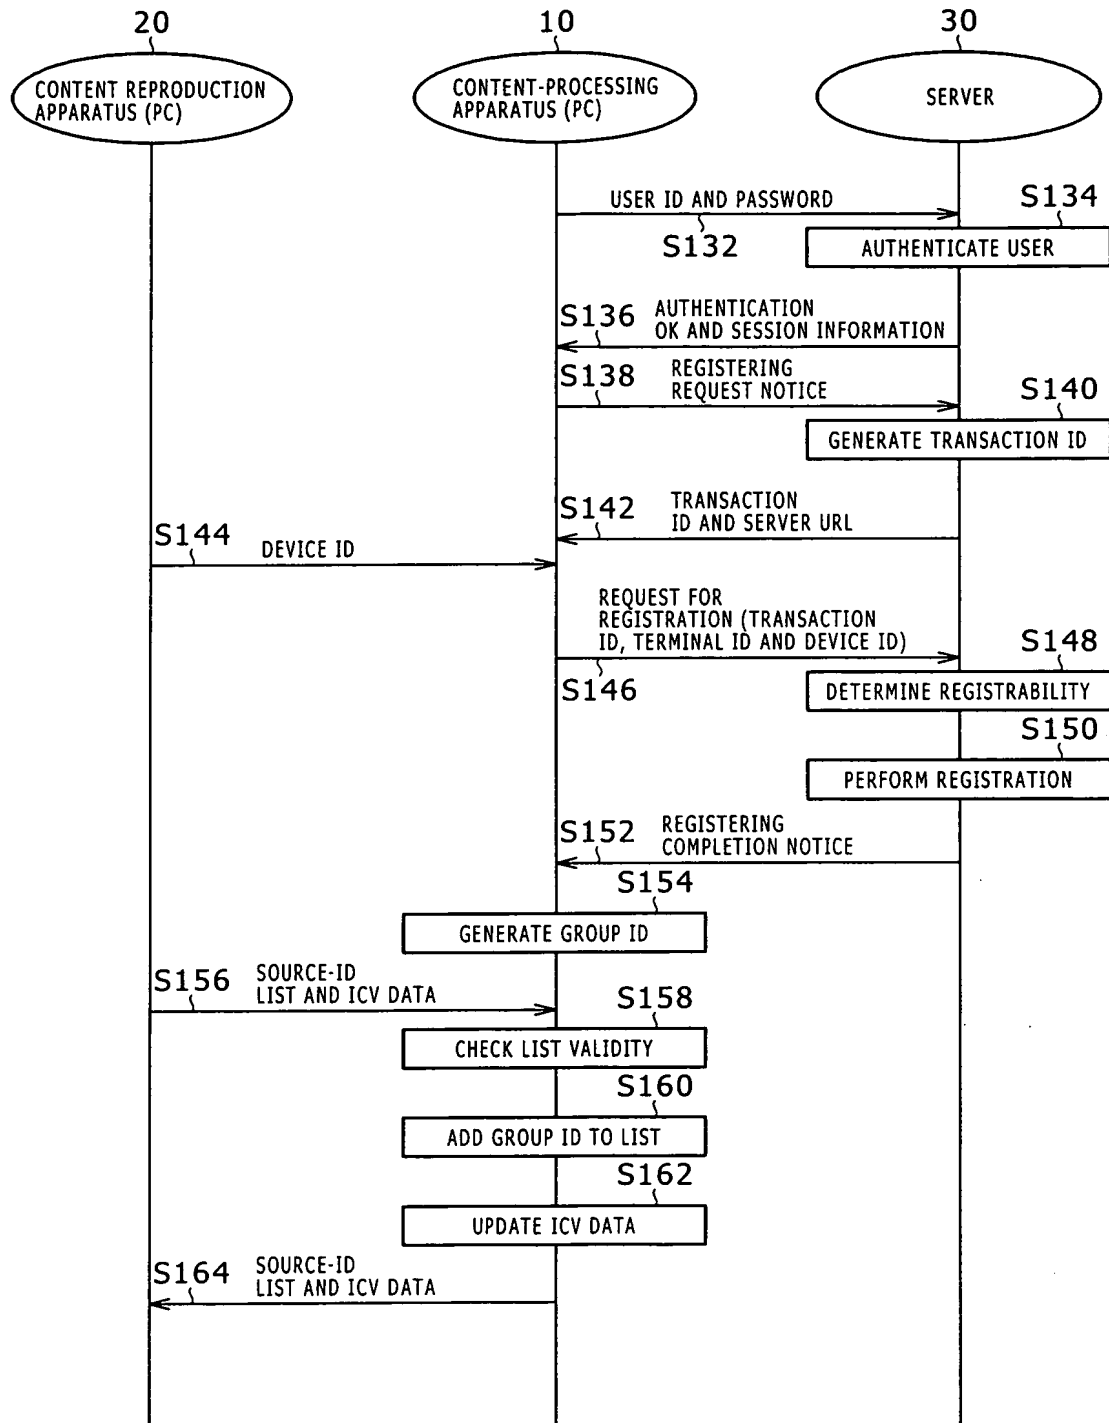 20
10
30
CONTENT REPRODUCTION
APPARATUS (PC)
CONTENT-PROCESSING
APPARATUS (PC)
SERVER
USER ID AND PASSWORD
S132
S134
AUTHENTICATE USER
S136
AUTHENTICATION
OK AND SESSION INFORMATION
S138
REGISTERING
REQUEST NOTICE
S140
GENERATE TRANSACTION ID
S142
TRANSACTION
ID AND SERVER URL
S144
DEVICE ID
REQUEST FOR
REGISTRATION (TRANSACTION
ID, TERMINAL ID AND DEVICE ID)
S146
S148
DETERMINE REGISTRABILITY
S150
PERFORM REGISTRATION
S152
REGISTERING
COMPLETION NOTICE
S154
GENERATE GROUP ID
S156
SOURCE-ID
LIST AND ICV DATA
S158
CHECK LIST VALIDITY
S160
ADD GROUP ID TO LIST
S162
UPDATE ICV DATA
S164
SOURCE-ID
LIST AND ICV DATA